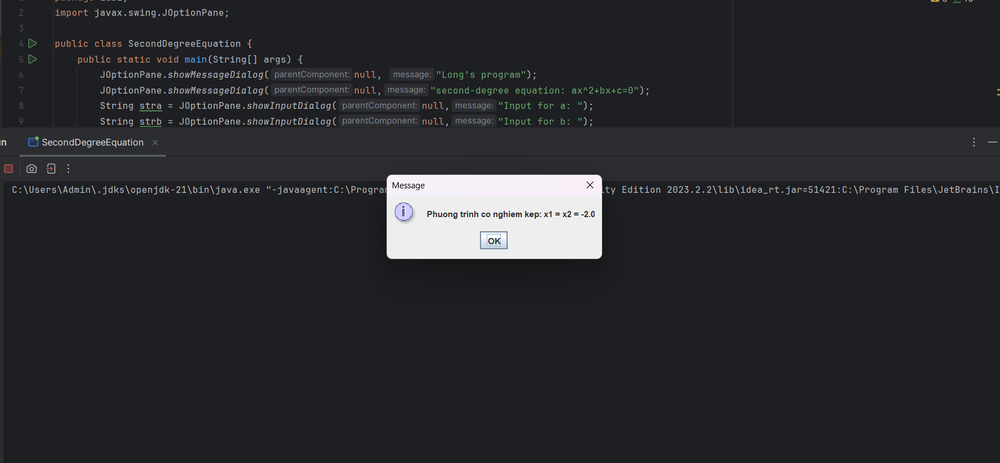 2 import javax.swing.JOptionPane;
3
4 public class SecondDegreeEquation {
5 public static void main(String[] args) {
6 JOptionPane.showMessageDialog( parentComponent: null, message: "Long's program");
7 JOptionPane.showMessageDialog( parentComponent: null, message: "second-degree equation: ax^2+bx+c=0");
8 String stra = JOptionPane.showInputDialog( parentComponent: null, message: "Input for a: ");
9 String strb = JOptionPane.showInputDialog( parentComponent: null, message: "Input for b: ");
SecondDegreeEquation
Message
C:\Users\Admin\.jdks\openjdk-21\bin\java.exe "-javaagent:C:\Program
Edition 2023.2.2\lib\idea_rt.jar=51421:C:\Program Files\JetBrains\I
Phuong trinh co nghiem kep: x1 = x2 = -2.0
OK